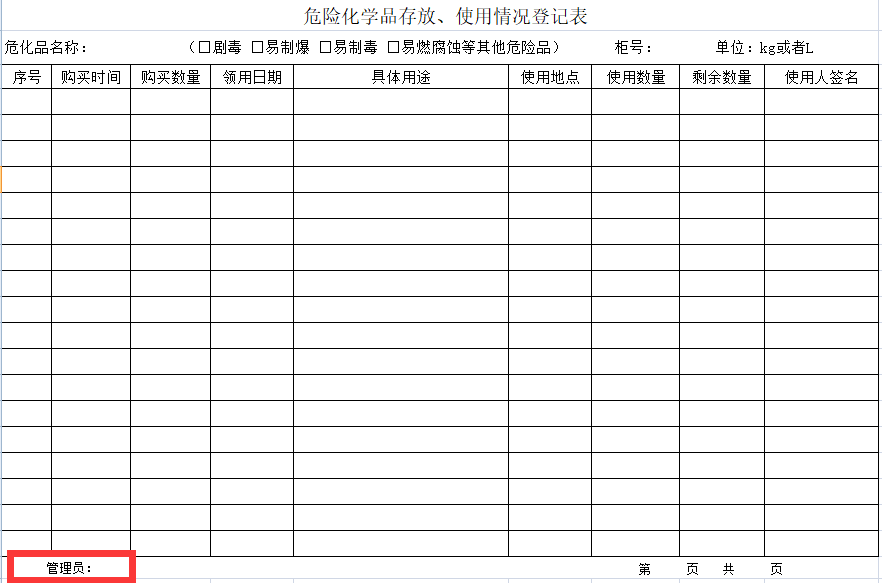 危险化学品存放、使用情况登记表
危化品名称： （□剧毒 □易制爆 □易制毒 □易燃腐蚀等其他危险品） 柜号： 单位：kg或者L
序号 购买时间 购买数量 领用日期 具体用途 使用地点 使用数量 剩余数量 使用人签名
管理员： 第 页 共 页